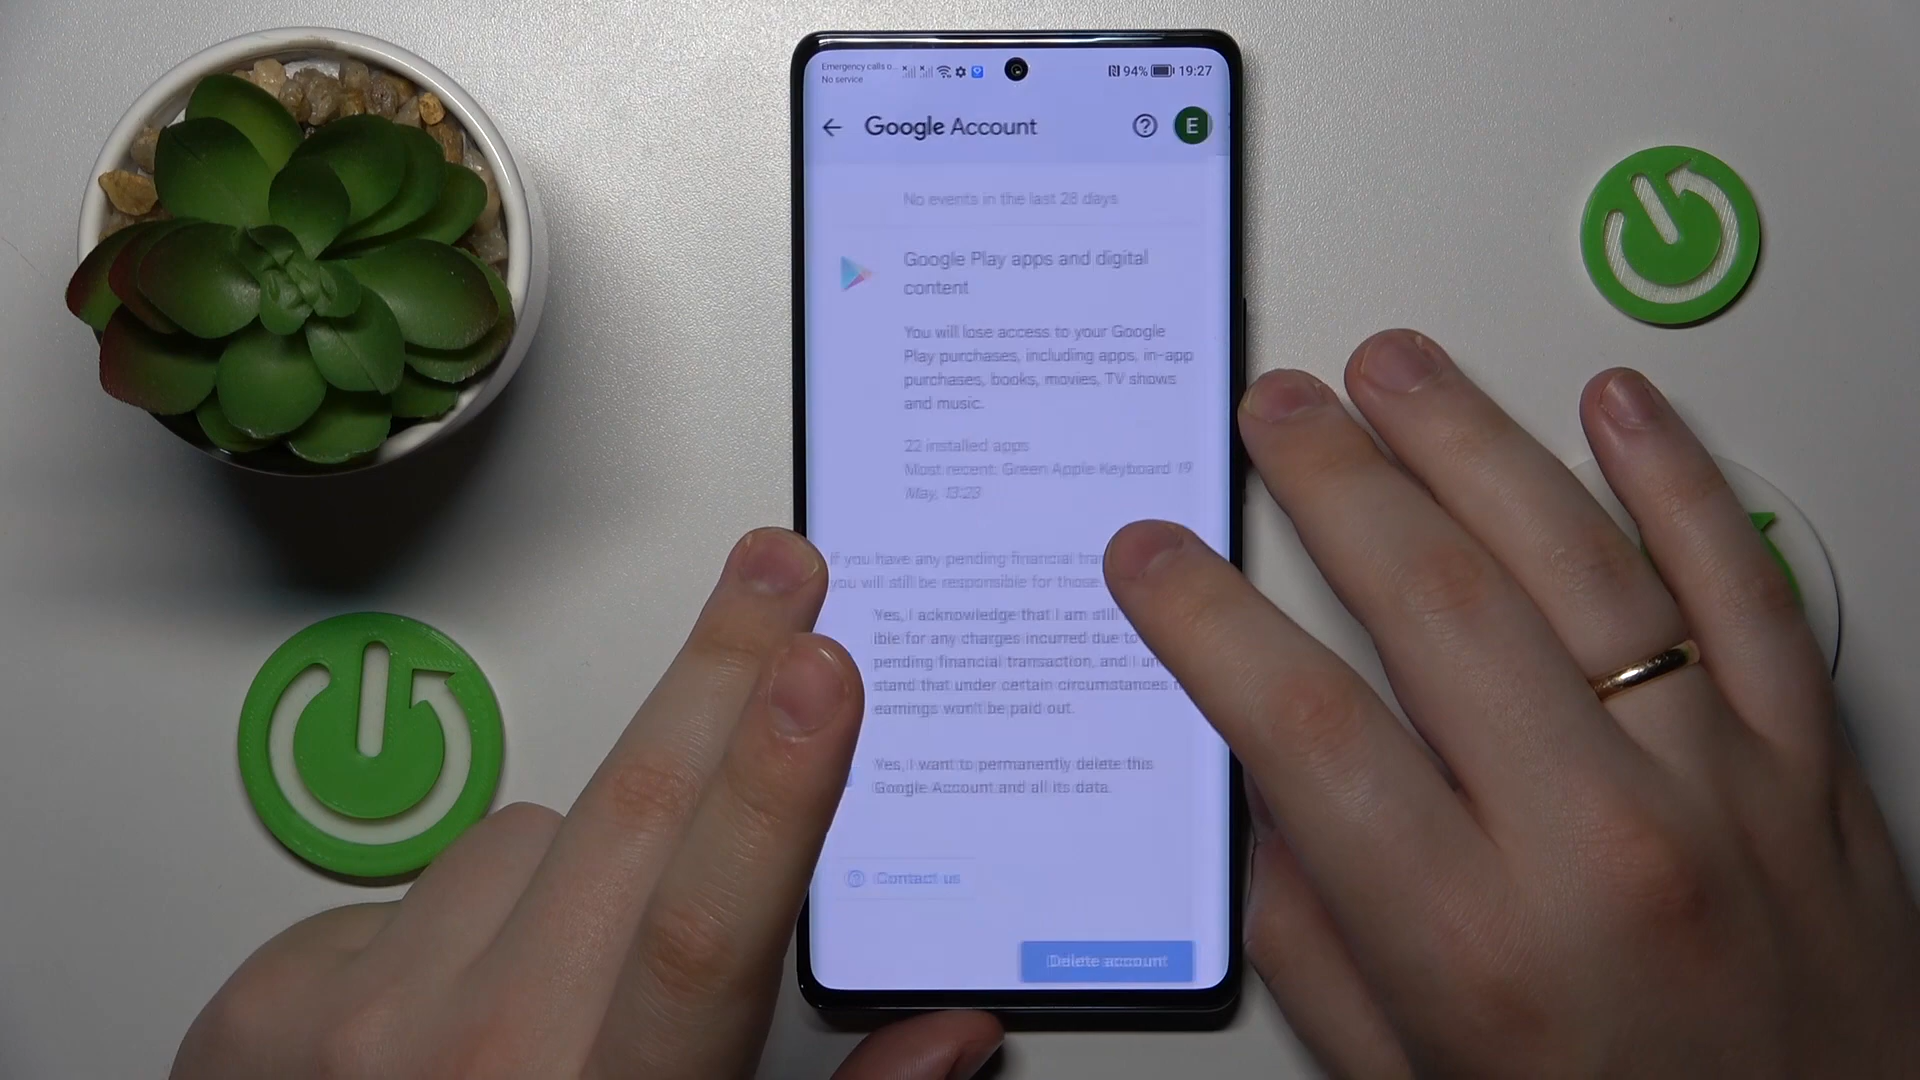 Emergency calls o...
No service
94% 19:27
Google Account
E
No events in the last 28 days
Google Play apps and digital
content
You will lose access to your Google
Play purchases, including apps, in-app
purchases, books, movies, TV shows
and music.
22 installed apps
Most recent: Green Apple Keyboard 19
May, 13:23
If you have any pending financial
you will still be responsible for those
Yes, I acknowledge that I am still
ible for any charges incurred due to
pending financial transaction, and I un
stand that under certain circumstances
earnings won't be paid out.
Yes, I want to permanently delete this
Google Account and all its data.
Contact us
Delete account